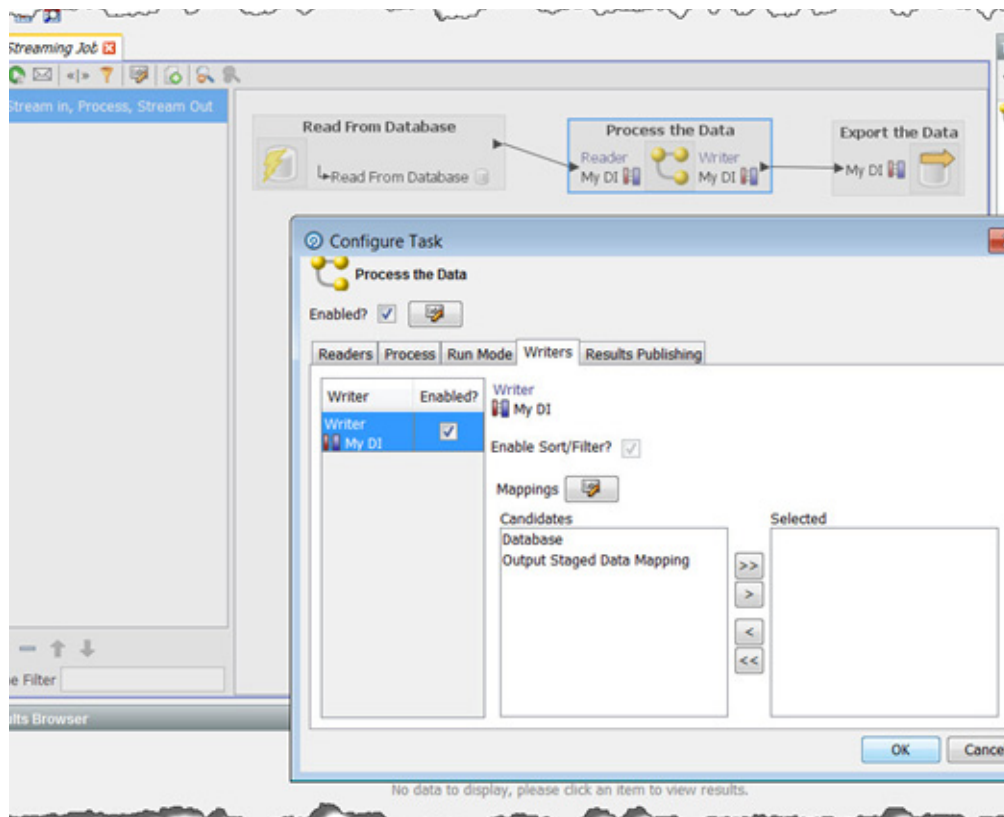 Streaming Job
Stream in, Process, Stream Out
Read From Database
Read From Database
Process the Data
Reader
My DI
Writer
My DI
Export the Data
My DI
Configure Task
Process the Data
Enabled?
Readers Process Run Mode Writers Results Publishing
Writer Enabled?
Writer
My DI
Writer
My DI
Enable Sort/Filter?
Mappings
Candidates
Database
Output Staged Data Mapping
>>
>
<
<<
Selected
Filter
Browser
OK
No data to display, please click an item to view results.